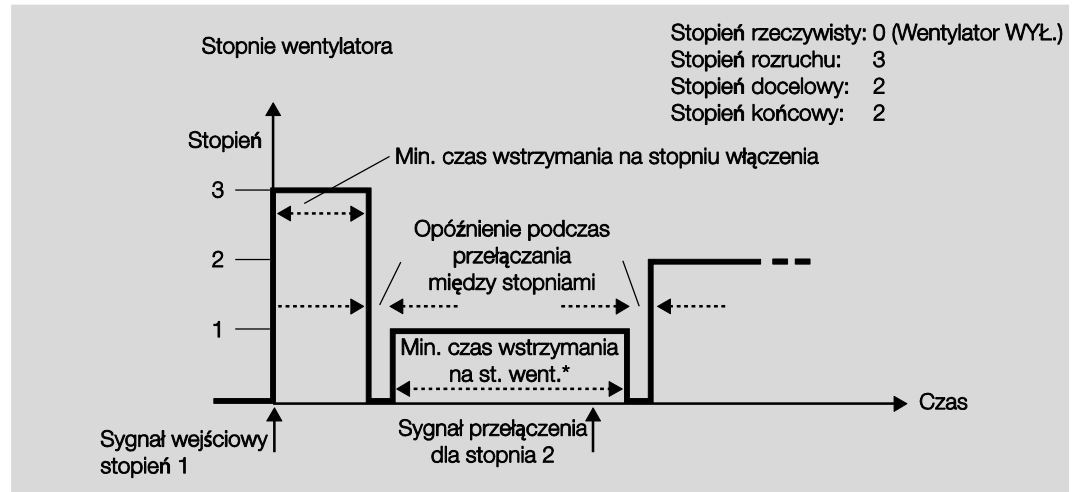 Stopnie wentylatora
Stopień rzeczywisty: 0 (Wentylator WYŁ.)
Stopień rozruchu: 3
Stopień docelowy: 2
Stopień końcowy: 2
Stopień
Min. czas wstrzymania na stopniu włączenia
3
Opóźnienie podczas
przełączania
między stopniami
2
1
Min. czas wstrzymania
na st. went.*
Czas
Sygnał wejściowy
stopień 1
Sygnał przełączenia
dla stopnia 2